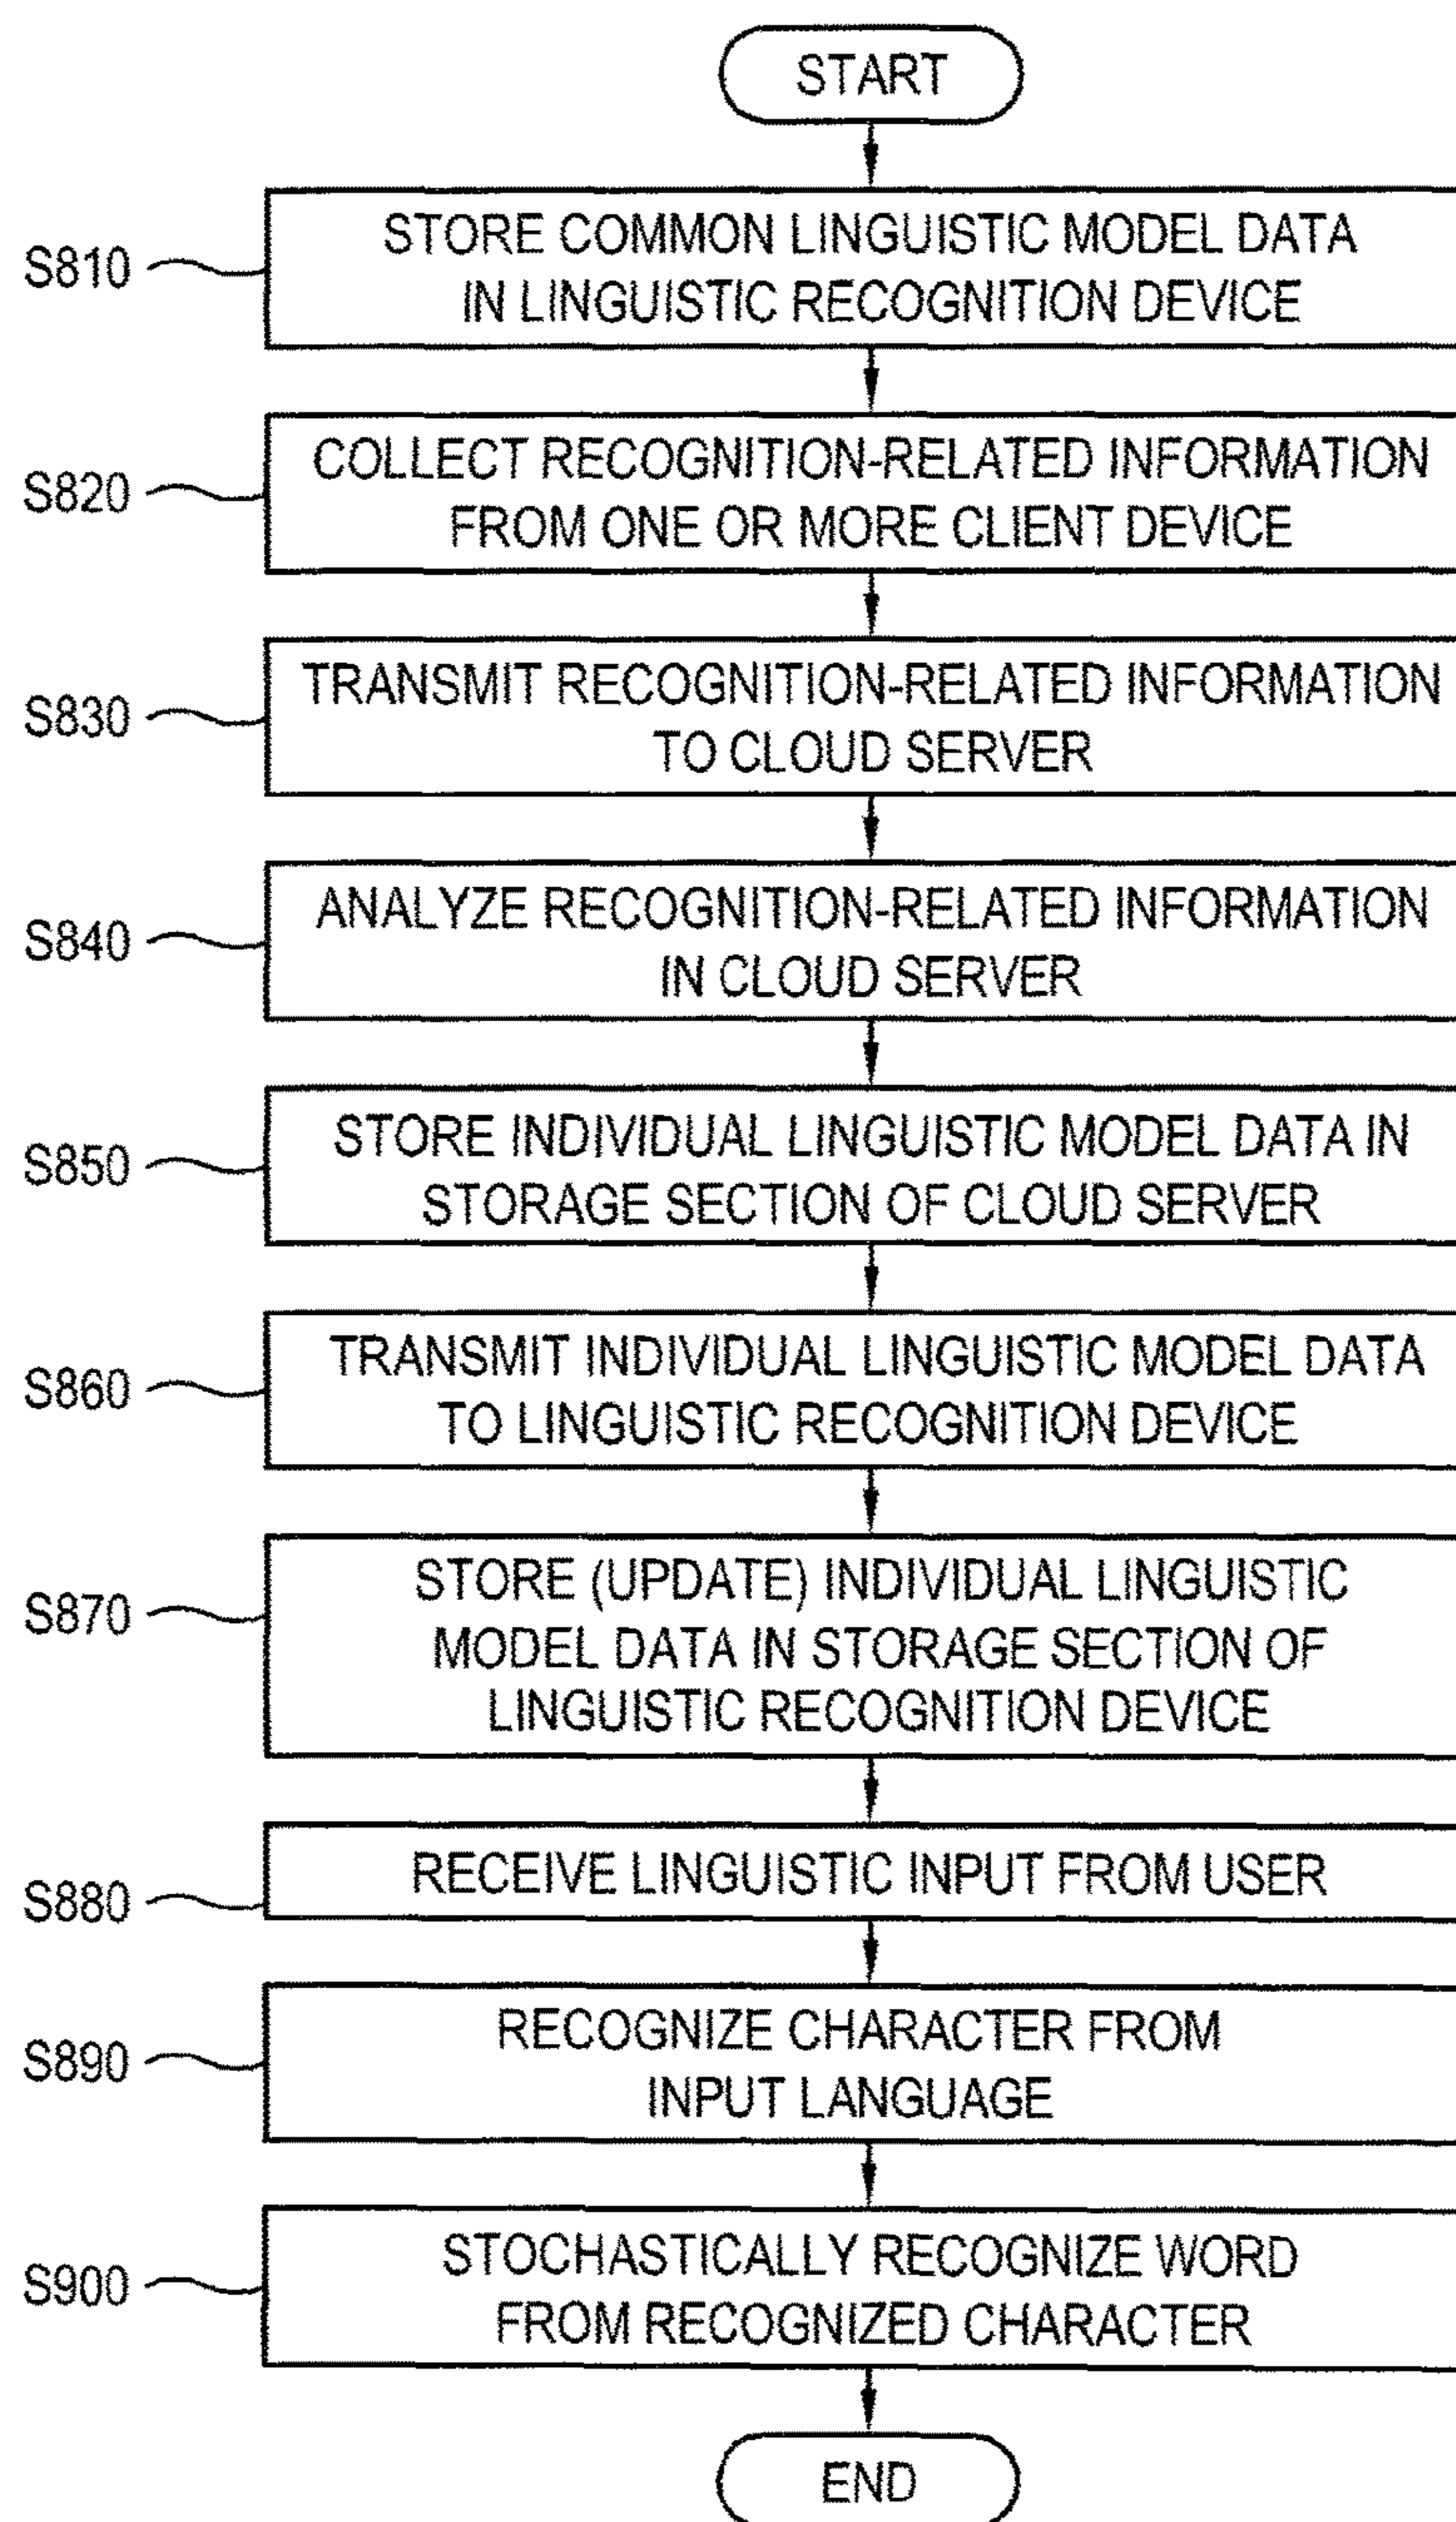 START
S810
STORE COMMON LINGUISTIC MODEL DATA
IN LINGUISTIC RECOGNITION DEVICE
S820
COLLECT RECOGNITION-RELATED INFORMATION
FROM ONE OR MORE CLIENT DEVICE
S830
TRANSMIT RECOGNITION-RELATED INFORMATION
TO CLOUD SERVER
S840
ANALYZE RECOGNITION-RELATED INFORMATION
IN CLOUD SERVER
S850
STORE INDIVIDUAL LINGUISTIC MODEL DATA IN
STORAGE SECTION OF CLOUD SERVER
S860
TRANSMIT INDIVIDUAL LINGUISTIC MODEL DATA
TO LINGUISTIC RECOGNITION DEVICE
S870
STORE (UPDATE) INDIVIDUAL LINGUISTIC
MODEL DATA IN STORAGE SECTION OF
LINGUISTIC RECOGNITION DEVICE
S880
RECEIVE LINGUISTIC INPUT FROM USER
S890
RECOGNIZE CHARACTER FROM
INPUT LANGUAGE
S900
STOCHASTICALLY RECOGNIZE WORD
FROM RECOGNIZED CHARACTER
END